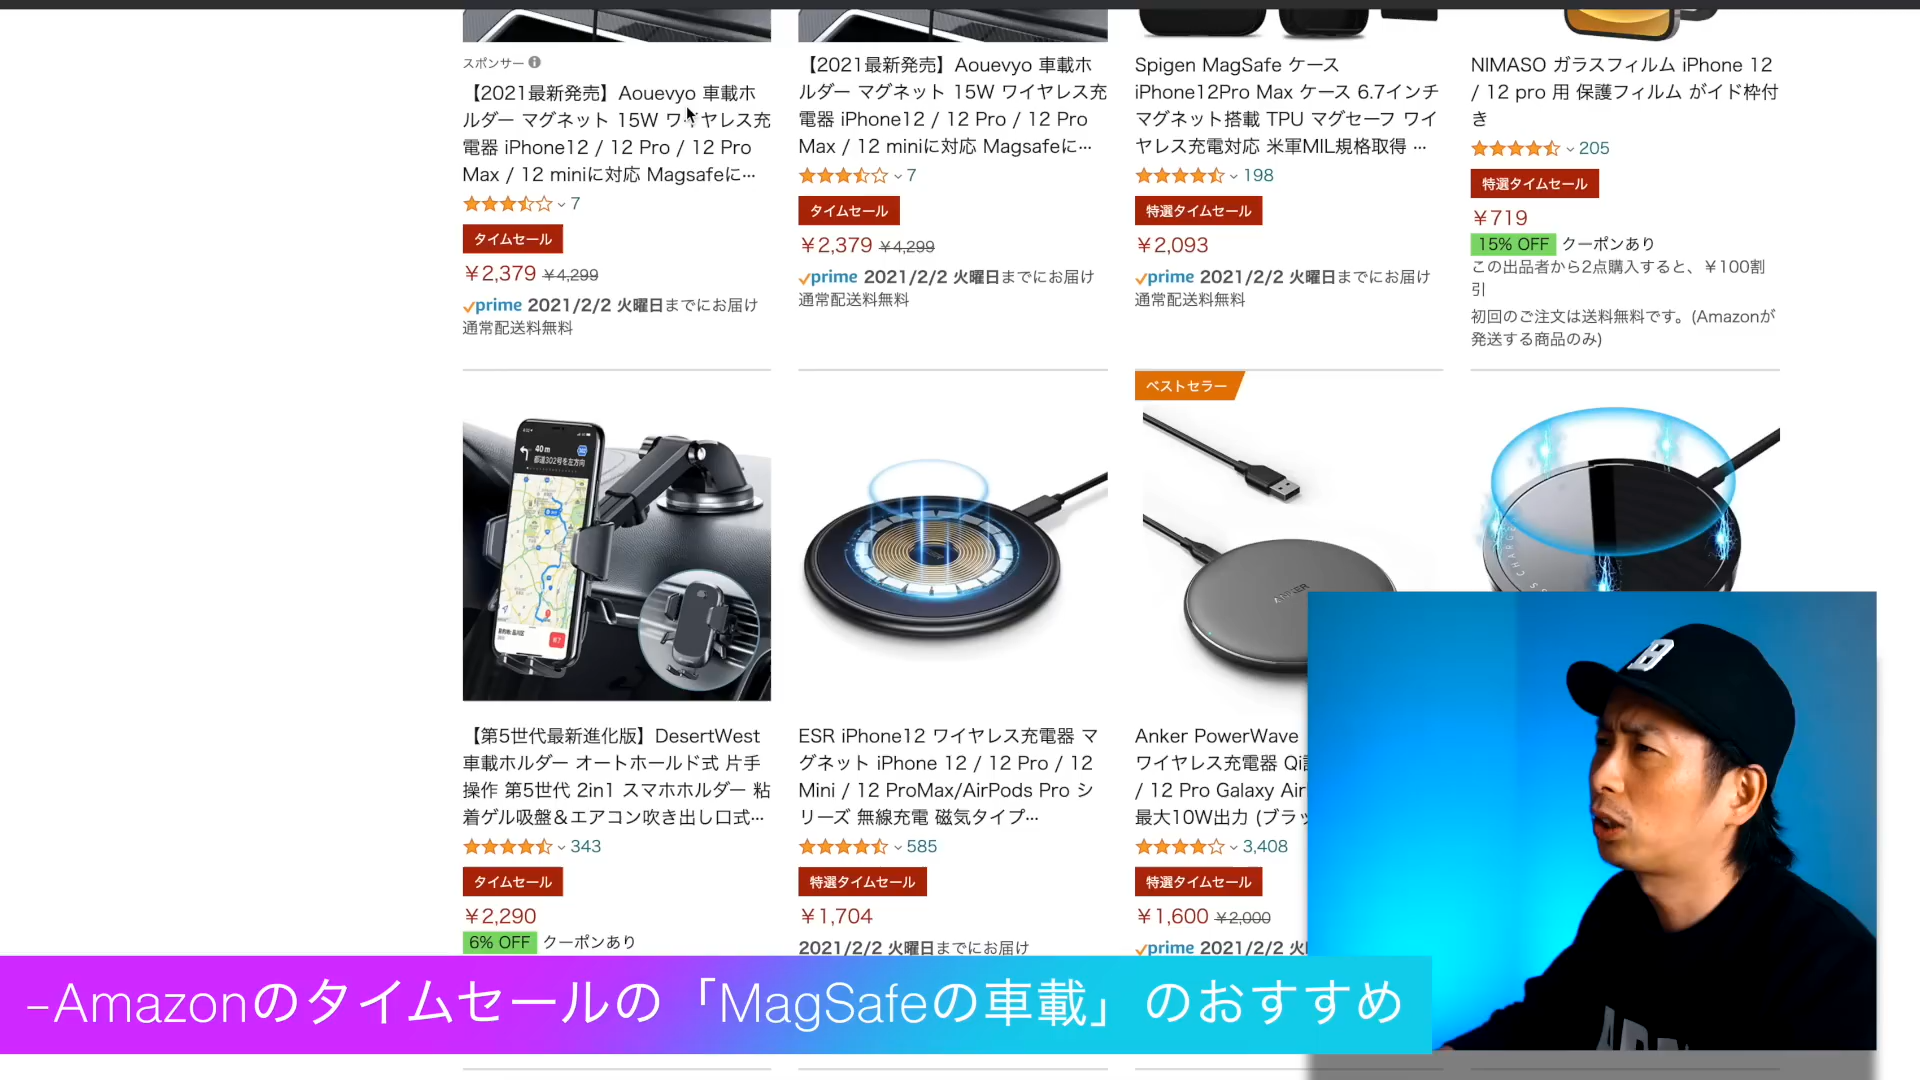 スポンサー
【2021最新発売】Aouevyo 車載ホ
ルダー マグネット 15W ワイヤレス充
電器 iPhone12 / 12 Pro / 12 Pro
Max / 12 miniに対応 Magsafeに…
7
タイムセール
￥2,379 ￥4,299
prime 2021/2/2 火曜日までにお届け
通常配送料無料
【2021最新発売】Aouevyo 車載ホ
ルダー マグネット 15W ワイヤレス充
電器 iPhone12 / 12 Pro / 12 Pro
Max / 12 miniに対応 Magsafeに…
7
タイムセール
￥2,379 ￥4,299
prime 2021/2/2 火曜日までにお届け
通常配送料無料
Spigen MagSafe ケース
iPhone12Pro Max ケース 6.7インチ
マグネット搭載 TPU マグセーフ ワイ
ヤレス充電対応 米軍MIL規格取得 …
198
特選タイムセール
￥2,093
prime 2021/2/2 火曜日までにお届け
通常配送料無料
NIMASO ガラスフィルム iPhone 12
/ 12 pro 用 保護フィルム がイド枠付
き
205
特選タイムセール
￥719
15% OFF クーポンあり
この出品者から2点購入すると、￥100割
引
初回のご注文は送料無料です。(Amazonが
発送する商品のみ)
40 m
都道302号を左方向
【第5世代最新進化版】DesertWest
車載ホルダー オートホールド式 片手
操作 第5世代 2in1 スマホホルダー 粘
着ゲル吸盤＆エアコン吹き出し口式…
343
タイムセール
￥2,290
6% OFF クーポンあり
ESR iPhone12 ワイヤレス充電器 マ
グネット iPhone 12 / 12 Pro / 12
Mini / 12 ProMax/AirPods Pro シ
リーズ 無線充電 磁気タイプ…
585
特選タイムセール
￥1,704
2021/2/2 火曜日までにお届け
ベストセラー
ANKER
Anker PowerWave
ワイヤレス充電器 Qi
/ 12 Pro Galaxy Air
最大10W出力 (ブラッ
3,408
特選タイムセール
￥1,600 ￥2,000
prime 2021/2/2 火
–Amazonのタイムセールの「MagSafeの車載」のおすすめ